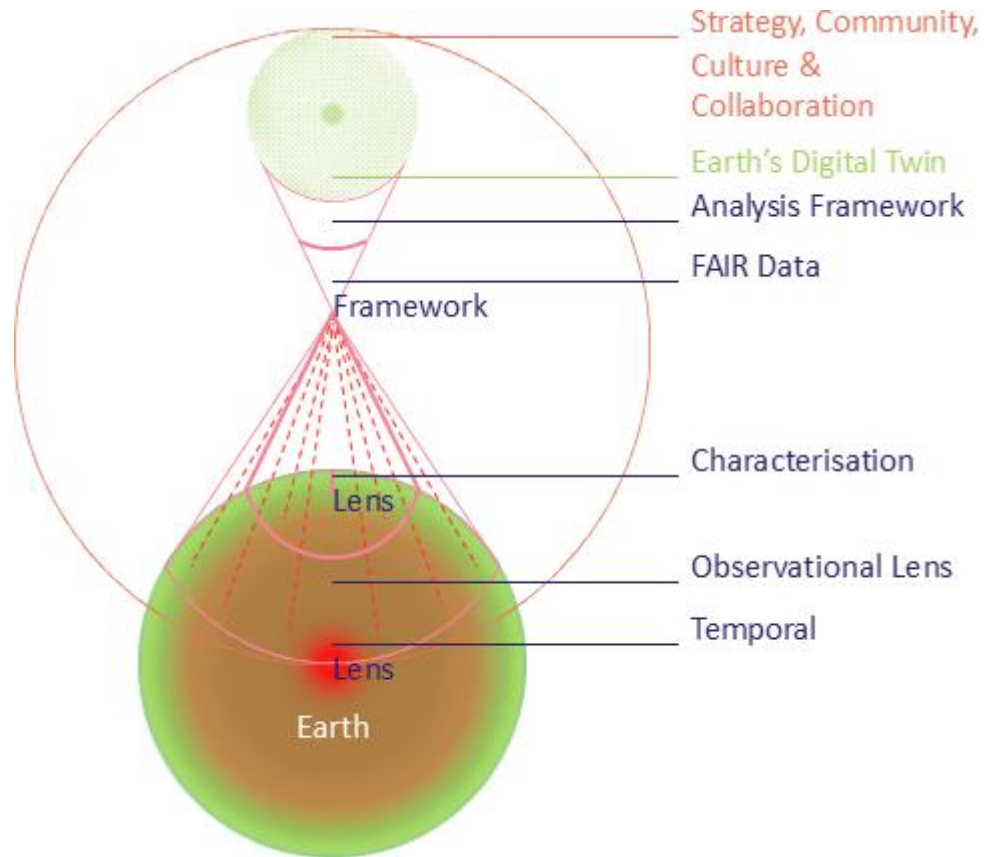 Strategy, Community,
Culture &
Collaboration
Earth's Digital Twin
Analysis Framework
FAIR Data
Framework
Characterisation
Lens
Observational Lens
Temporal
Lens
Earth